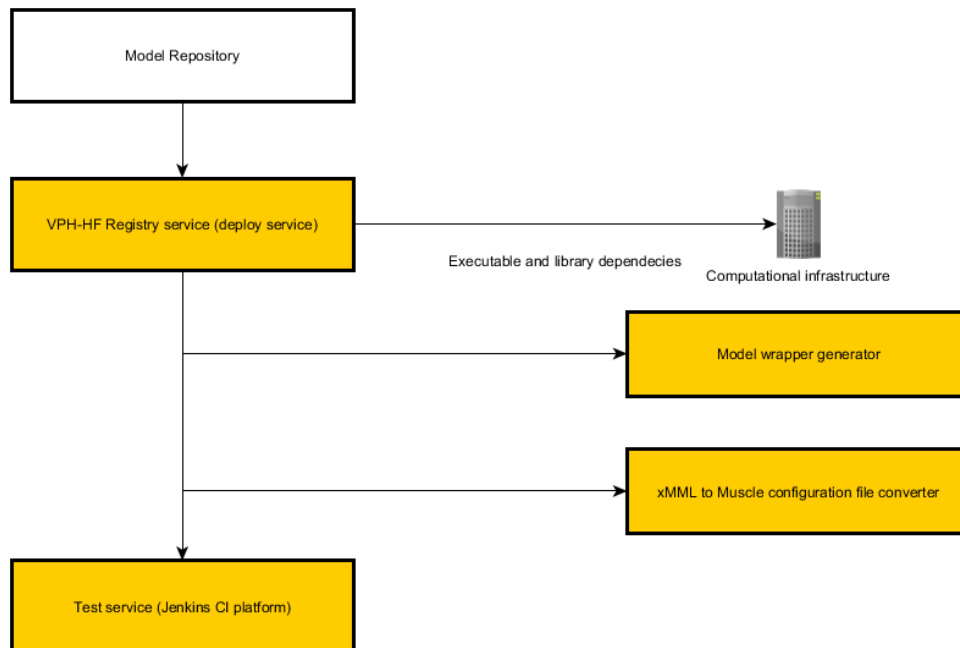 Model Repository
VPH-HF Registry service (deploy service)
Executable and library dependecies
Computational infrastructure
Model wrapper generator
xMML to Muscle configuration file converter
Test service (Jenkins CI platform)